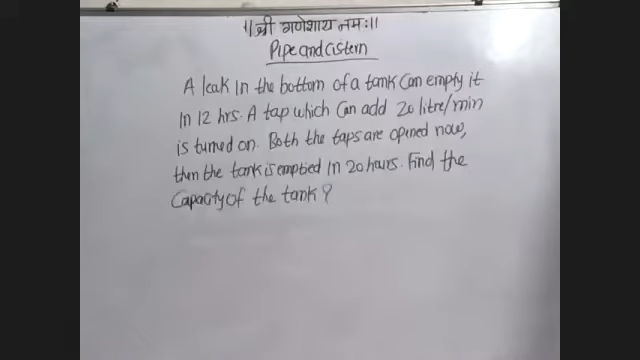 ||श्री गणेशाय नमः||
Pipe and cistern
A leak in the bottom of a tank Can empty it
In 12 hrs. A tap which Can add 20 litre/min
is turned on. Both the taps are opened now,
then the tank is emptied in 20 hours. Find the
Capacity of the tank?